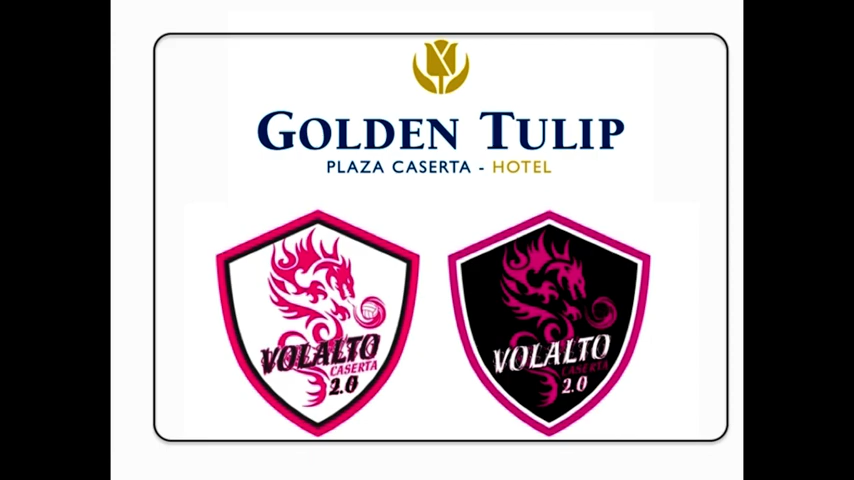 GOLDEN TULIP
PLAZA CASERTA - HOTEL
VOLALTO
CASERTA
2.0
VOLALTO
CASERTA
2.0